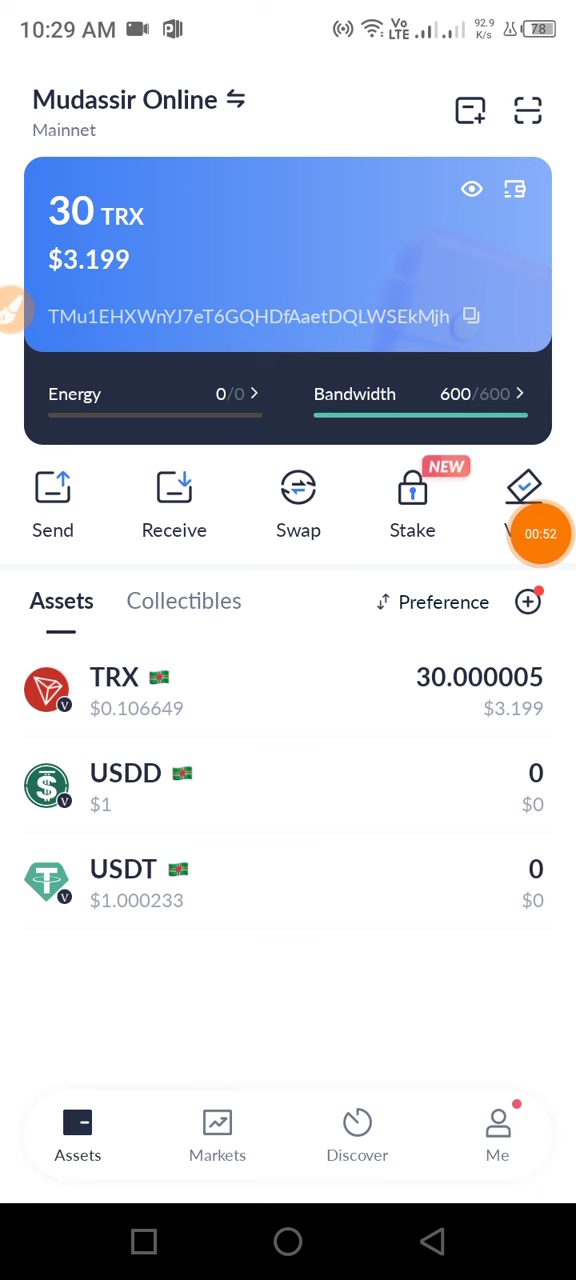 10:29 AM Vo LTE 92.9 K/s 78
Mudassir Online
Mainnet
30 TRX
$3.199
TMu1EHXWnYJ7eT6GQHDfAaetDQLWSEkMjh
Energy 0/0 Bandwidth 600/600
NEW
Send Receive Swap Stake
00:52
Assets Collectibles Preference
TRX 30.000005
$0.106649 $3.199
USDD 0
$1 $0
USDT 0
$1.000233 $0
Assets Markets Discover Me